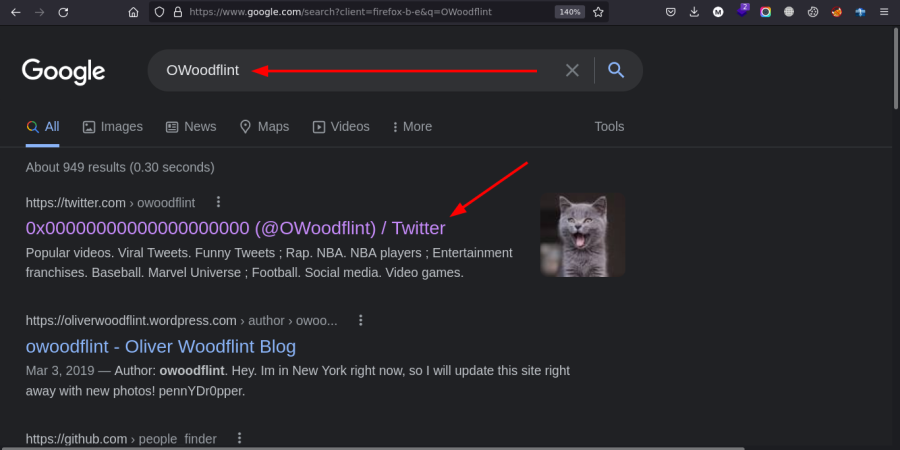 https://www.google.com/search?client=firefox-b-e&q=OWoodflint
140%
2
Google
OWoodflint
All
Images
News
Maps
Videos
More
Tools
About 949 results (0.30 seconds)
https://twitter.com › owoodflint
0x00000000000000000000 (@OWoodflint) / Twitter
Popular videos. Viral Tweets. Funny Tweets ; Rap. NBA. NBA players ; Entertainment
franchises. Baseball. Marvel Universe ; Football. Social media. Video games.
https://oliverwoodflint.wordpress.com › author › owoo...
owoodflint - Oliver Woodflint Blog
Mar 3, 2019 — Author: owoodflint. Hey. Im in New York right now, so I will update this site right
away with new photos! pennYDr0pper.
https://github.com › people_finder